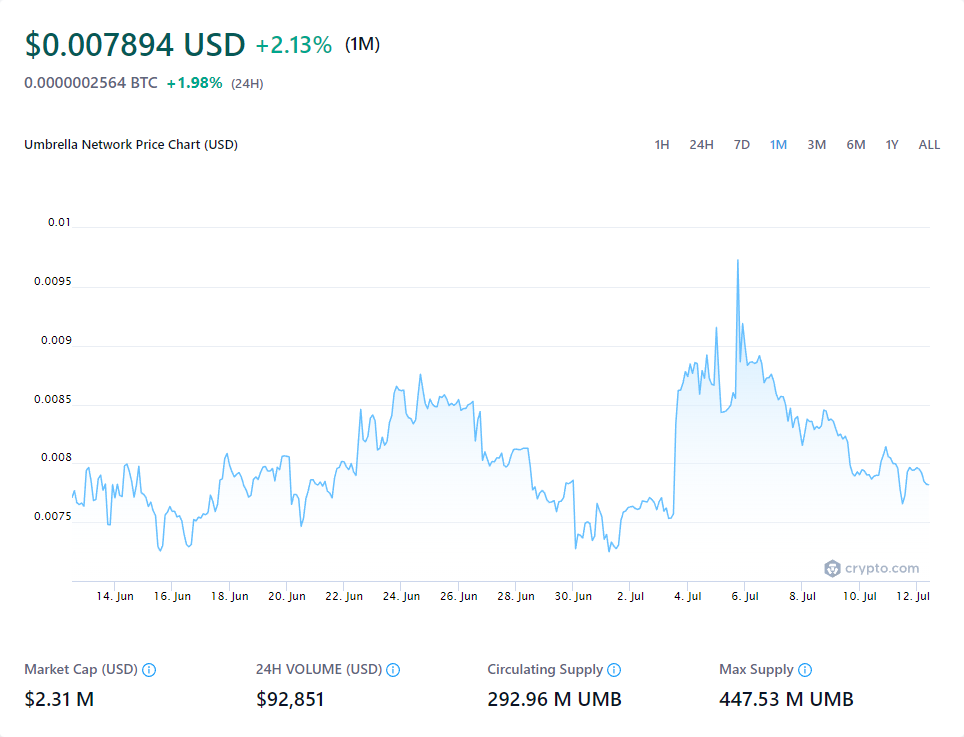 $0.007894 USD +2.13% (1M)
0.0000002564 BTC +1.98% (24H)
Umbrella Network Price Chart (USD)
1H 24H 7D 1M 3M 6M 1Y ALL
0.01
0.0095
0.009
0.0085
0.008
0.0075
crypto.com
14. Jun 16. Jun 18. Jun 20. Jun 22. Jun 24. Jun 26. Jun 28. Jun 30. Jun 2. Jul 4. Jul 6. Jul 8. Jul 10. Jul 12. Jul
Market Cap (USD) 24H VOLUME (USD) Circulating Supply Max Supply
$2.31 M $92,851 292.96 M UMB 447.53 M UMB